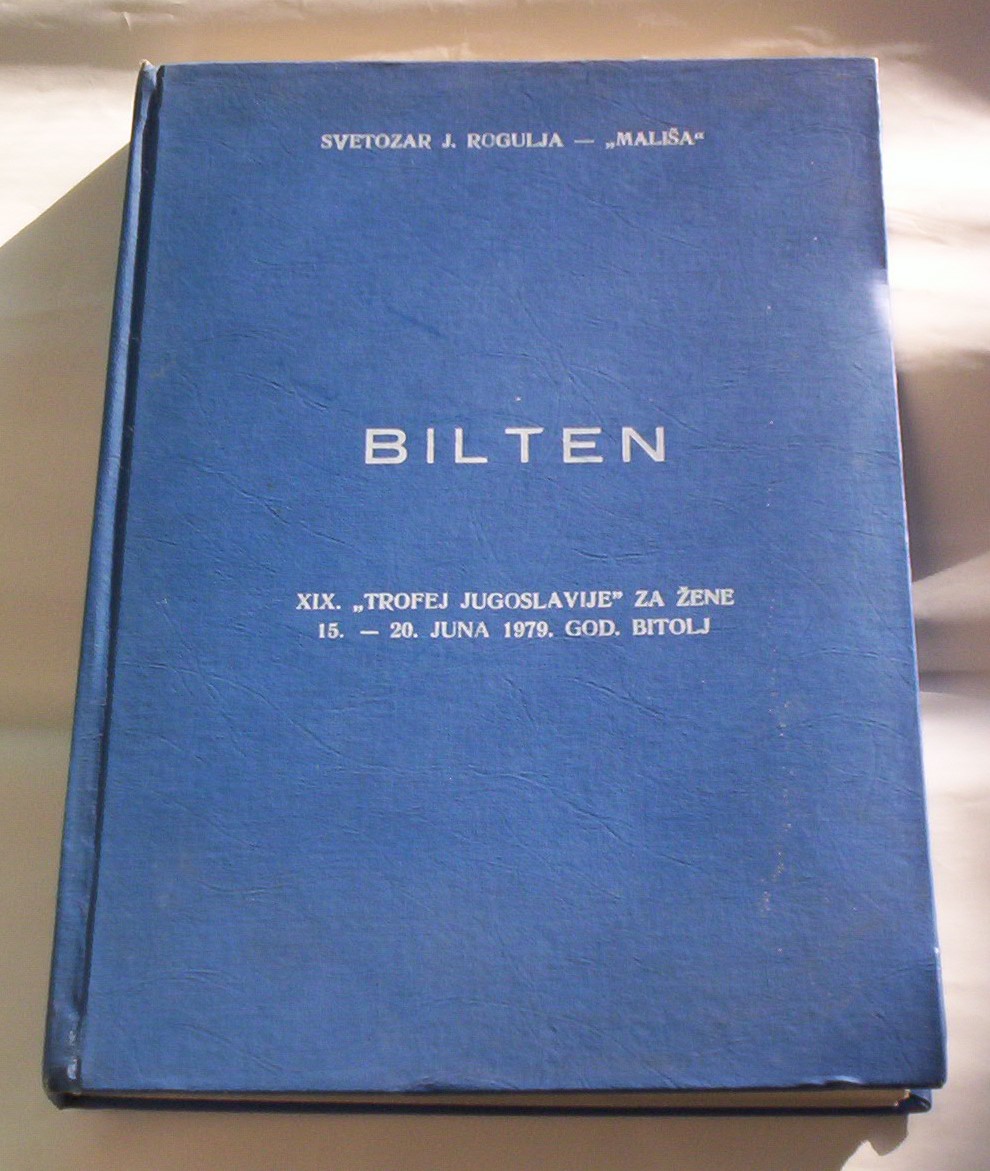 SVETOZAR J. ROGULJA — „MALIŠA“
BILTEN
XIX. „TROFEJ JUGOSLAVIJE” ZA ŽENE
15. — 20. JUNA 1979. GOD. BITOLJ